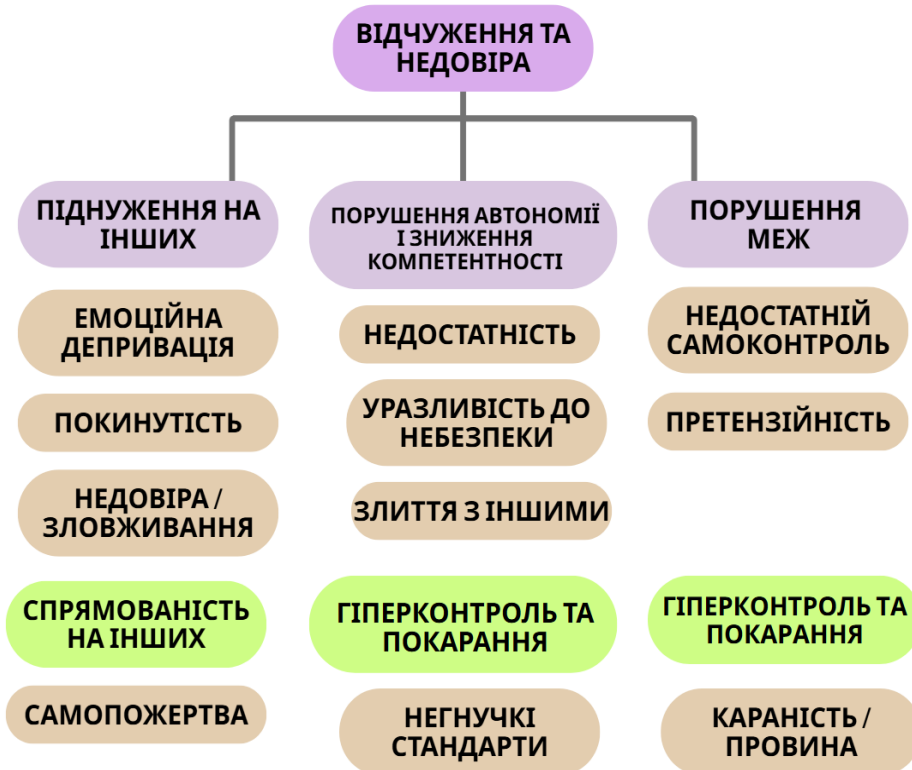 ВІДЧУЖЕННЯ ТА
НЕДОВІРА
ПІДНУЖЕННЯ НА
ІНШИХ
ПОРУШЕННЯ АВТОНОМІЇ
І ЗНИЖЕННЯ
КОМПЕТЕНТНОСТІ
ПОРУШЕННЯ
МЕЖ
ЕМОЦІЙНА
ДЕПРИВАЦІЯ
НЕДОСТАТНІСТЬ
НЕДОСТАТНІЙ
САМОКОНТРОЛЬ
ПОКИНУТІСТЬ
УРАЗЛИВІСТЬ ДО
НЕБЕЗПЕКИ
ПРЕТЕНЗІЙНІСТЬ
НЕДОВІРА /
ЗЛОВЖИВАННЯ
ЗЛИТТЯ З ІНШИМИ
СПРЯМОВАНІСТЬ
НА ІНШИХ
ГІПЕРКОНТРОЛЬ ТА
ПОКАРАННЯ
ГІПЕРКОНТРОЛЬ ТА
ПОКАРАННЯ
САМОПОЖЕРТВА
НЕГНУЧКІ
СТАНДАРТИ
КАРАНІСТЬ /
ПРОВИНА